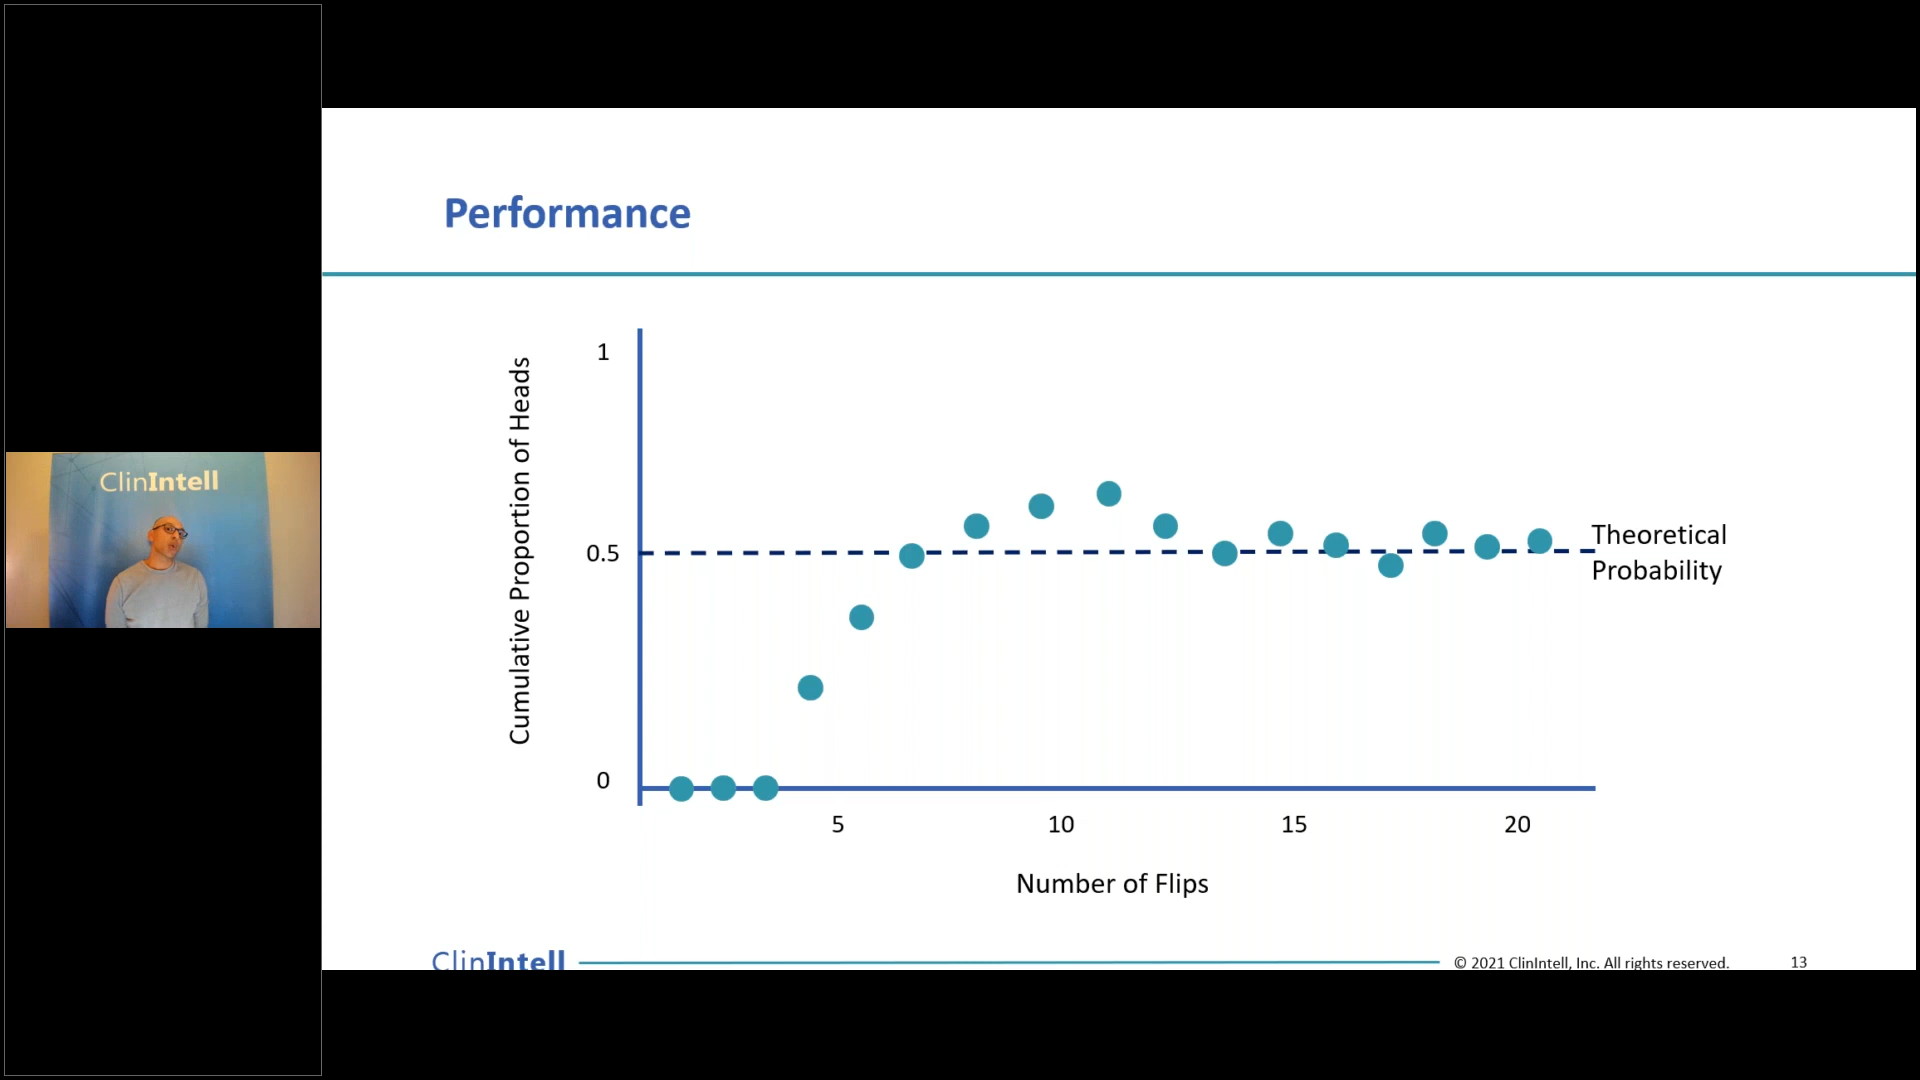 ClinIntell
Performance
Cumulative Proportion of Heads
1
0.5
0
Theoretical
Probability
5 10 15 20
Number of Flips
ClinIntell
© 2021 ClinIntell, Inc. All rights reserved. 13